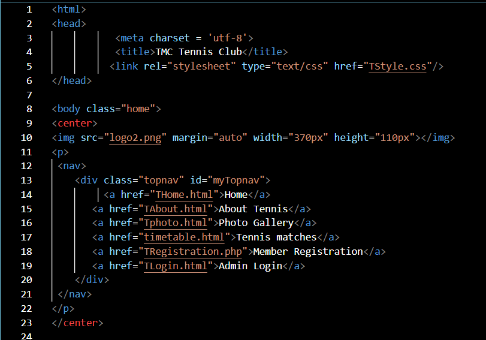 1 <html>
2 <head>
3 <meta charset = 'utf-8'>
4 <title>TMC Tennis Club</title>
5 <link rel="stylesheet" type="text/css" href="TStyle.css"/>
6 </head>
7
8 <body class="home">
9 <center>
10 <img src="logo2.png" margin="auto" width="370px" height="110px"></img>
11 <p>
12 <nav>
13 <div class="topnav" id="myTopnav">
14 <a href="THome.html">Home</a>
15 <a href="TAbout.html">About Tennis</a>
16 <a href="Tphoto.html">Photo Gallery</a>
17 <a href="timetable.html">Tennis matches</a>
18 <a href="TRegistration.php">Member Registration</a>
19 <a href="TLogin.html">Admin Login</a>
20 </div>
21 </nav>
22 </p>
23 </center>
24